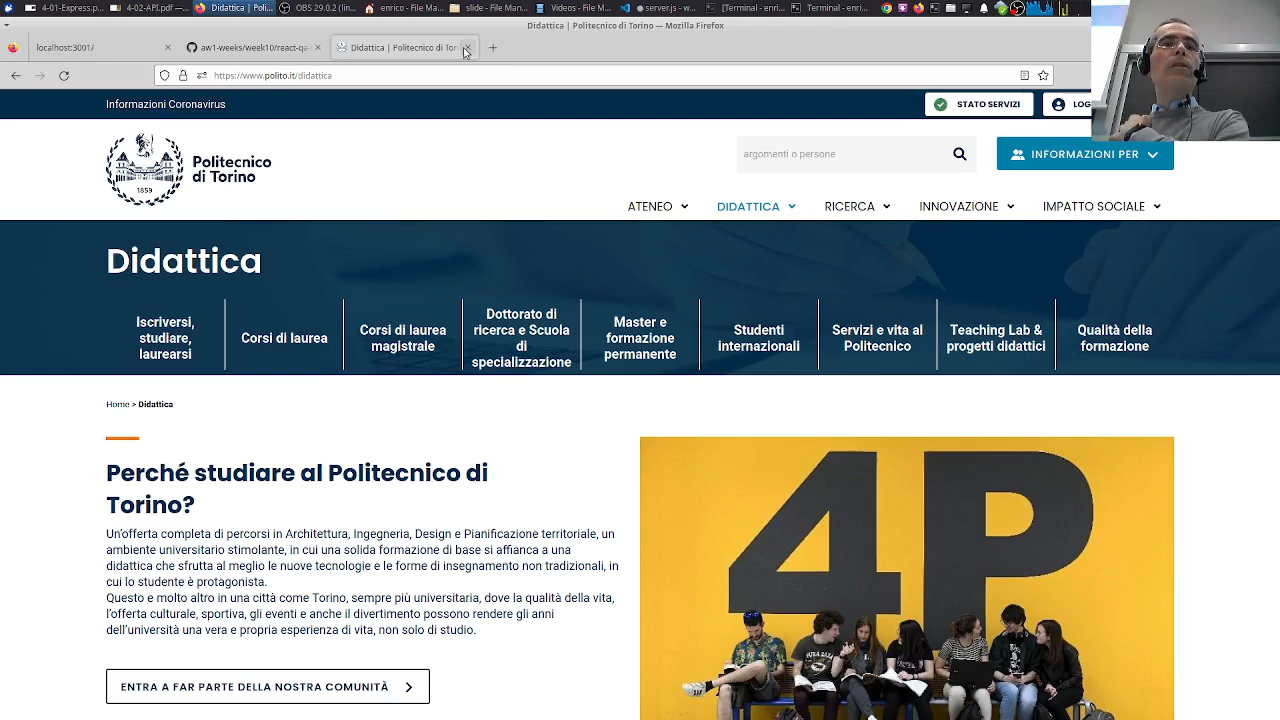 4-01-Express.p...
4-02-API.pdf —...
Didattica | Poli...
OBS 29.0.2 (lin...
enrico - File Ma...
slide - File Man...
Videos - File M...
server.js - w...
[Terminal - enri...
Terminal - enri...
Didattica | Politecnico di Torino — Mozilla Firefox
localhost:3001/
aw1-weeks/week10/react-qa-
Didattica | Politecnico di Tori
https://www.polito.it/didattica
Informazioni Coronavirus
STATO SERVIZI
LOG
Politecnico
di Torino
1859
argomenti o persone
INFORMAZIONI PER
ATENEO
DIDATTICA
RICERCA
INNOVAZIONE
IMPATTO SOCIALE
Didattica
Iscriversi,
studiare,
laurearsi
Corsi di laurea
Corsi di laurea
magistrale
Dottorato di
ricerca e Scuola
di
specializzazione
Master e
formazione
permanente
Studenti
internazionali
Servizi e vita al
Politecnico
Teaching Lab &
progetti didattici
Qualità della
formazione
Home > Didattica
Perché studiare al Politecnico di
Torino?
Un'offerta completa di percorsi in Architettura, Ingegneria, Design e Pianificazione territoriale, un
ambiente universitario stimolante, in cui una solida formazione di base si affianca a una
didattica che sfrutta al meglio le nuove tecnologie e le forme di insegnamento non tradizionali, in
cui lo studente è protagonista.
Questo e molto altro in una città come Torino, sempre più universitaria, dove la qualità della vita,
l'offerta culturale, sportiva, gli eventi e anche il divertimento possono rendere gli anni
dell'università una vera e propria esperienza di vita, non solo di studio.
ENTRA A FAR PARTE DELLA NOSTRA COMUNITÀ
4P